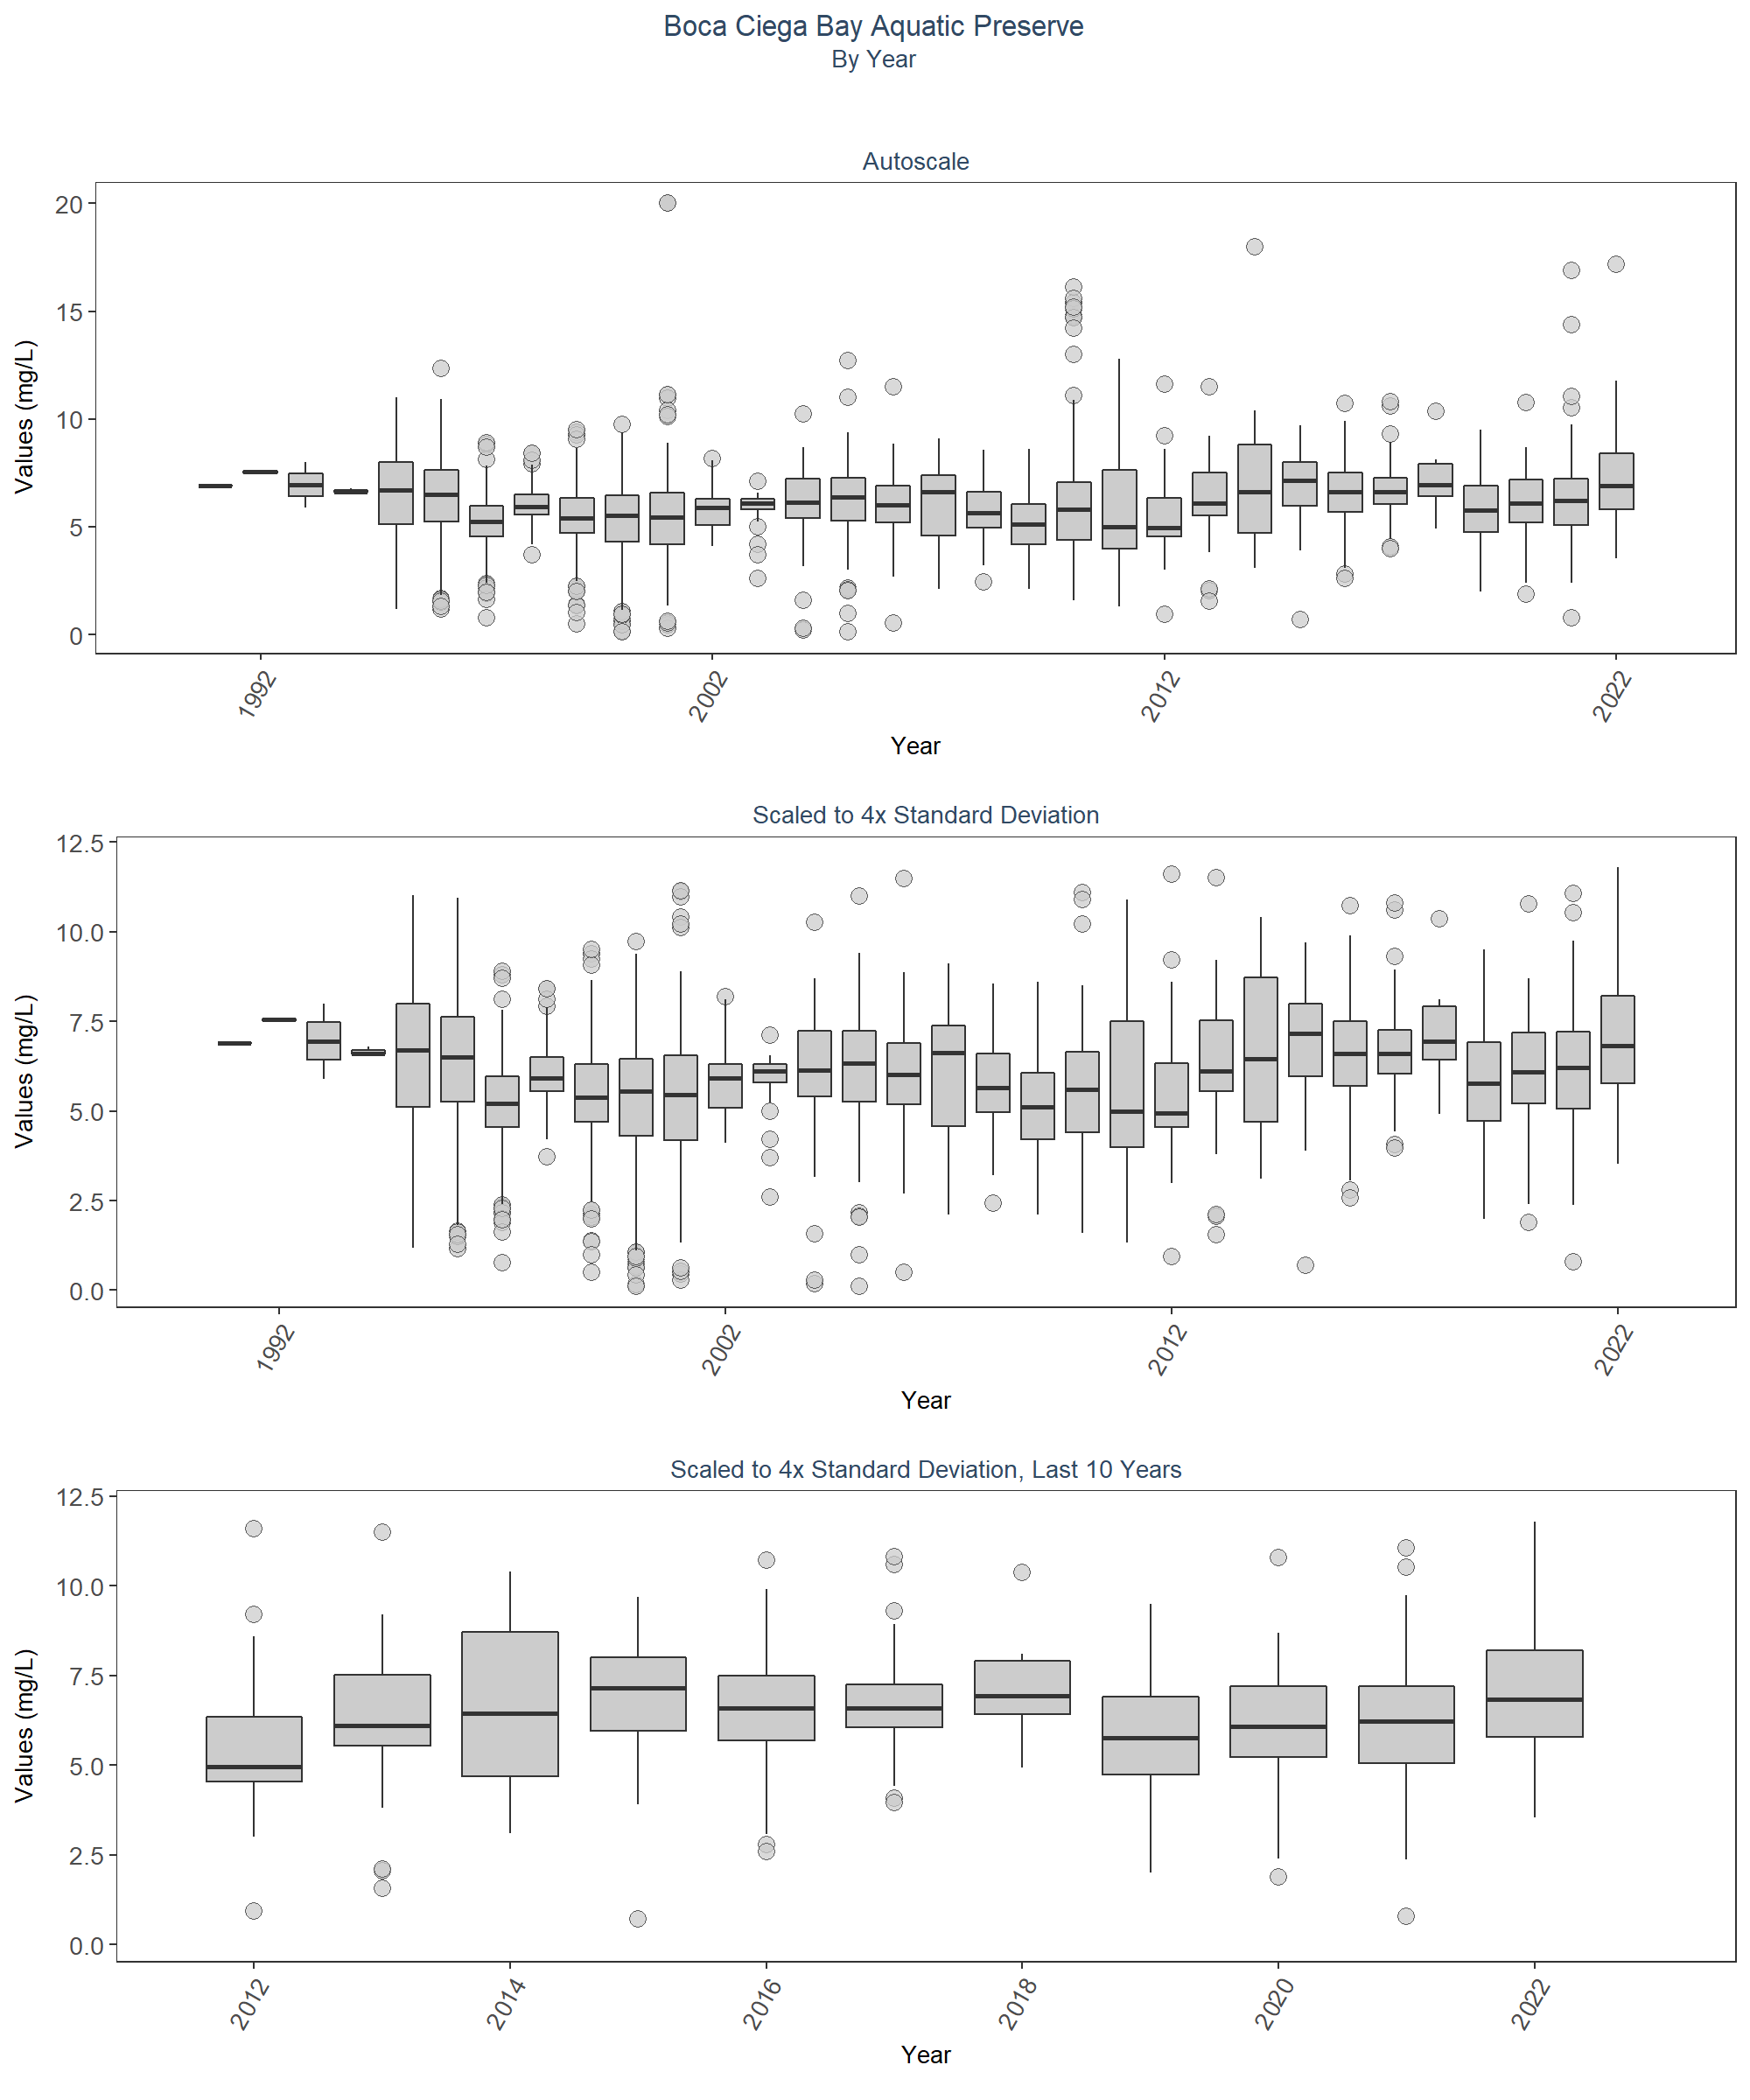 Boca Ciega Bay Aquatic Preserve
By Year
Autoscale
Values (mg/L)
20
15
10
5
0
1992
2002
2012
2022
Year
Scaled to 4x Standard Deviation
Values (mg/L)
12.5
10.0
7.5
5.0
2.5
0.0
1992
2002
2012
2022
Year
Scaled to 4x Standard Deviation, Last 10 Years
Values (mg/L)
12.5
10.0
7.5
5.0
2.5
0.0
2012
2014
2016
2018
2020
2022
Year